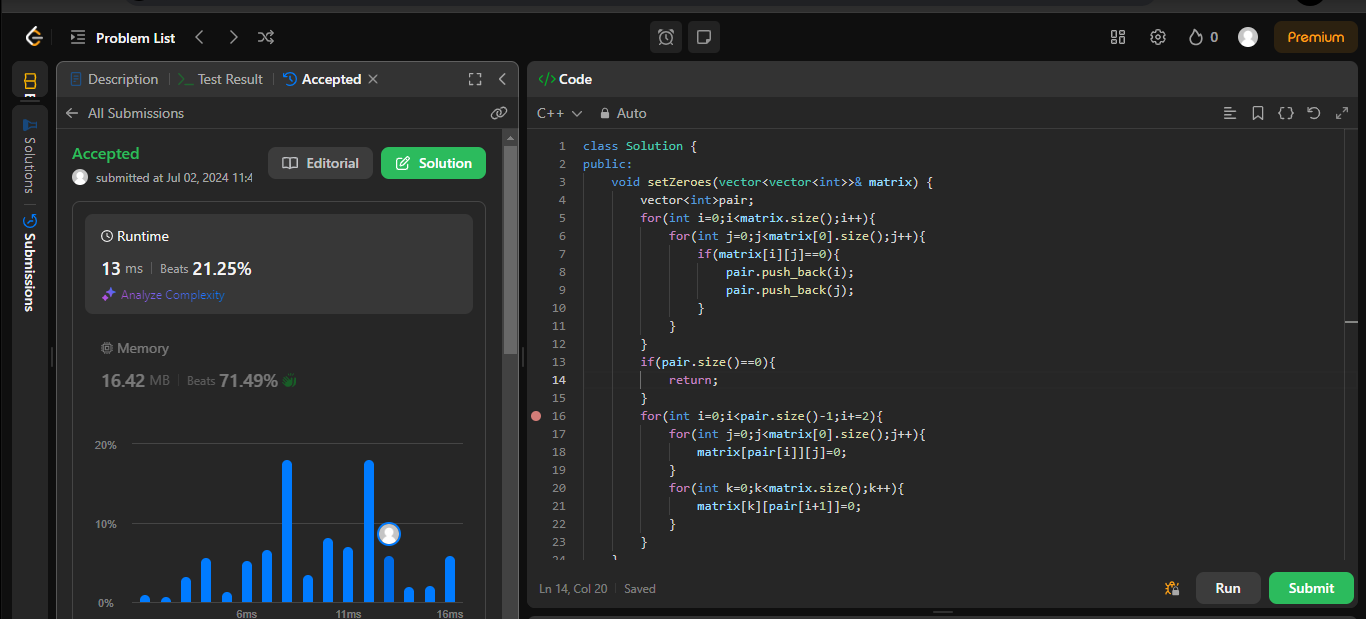 Problem List
0
Premium
Description
Test Result
Accepted
Code
All Submissions
C++
Auto
Solutions
Submissions
Accepted
submitted at Jul 02, 2024 11:4
Editorial
Solution
Runtime
13 ms
Beats 21.25%
Analyze Complexity
Memory
16.42 MB
Beats 71.49%
20%
10%
0%
6ms
11ms
16ms
1 class Solution {
2 public:
3 void setZeroes(vector<vector<int>>& matrix) {
4 vector<int>pair;
5 for(int i=0;i<matrix.size();i++){
6 for(int j=0;j<matrix[0].size();j++){
7 if(matrix[i][j]==0){
8 pair.push_back(i);
9 pair.push_back(j);
10 }
11 }
12 }
13 if(pair.size()==0){
14 return;
15 }
16 for(int i=0;i<pair.size()-1;i+=2){
17 for(int j=0;j<matrix[0].size();j++){
18 matrix[pair[i]][j]=0;
19 }
20 for(int k=0;k<matrix.size();k++){
21 matrix[k][pair[i+1]]=0;
22 }
23 }
24 }
Ln 14, Col 20
Saved
Run
Submit